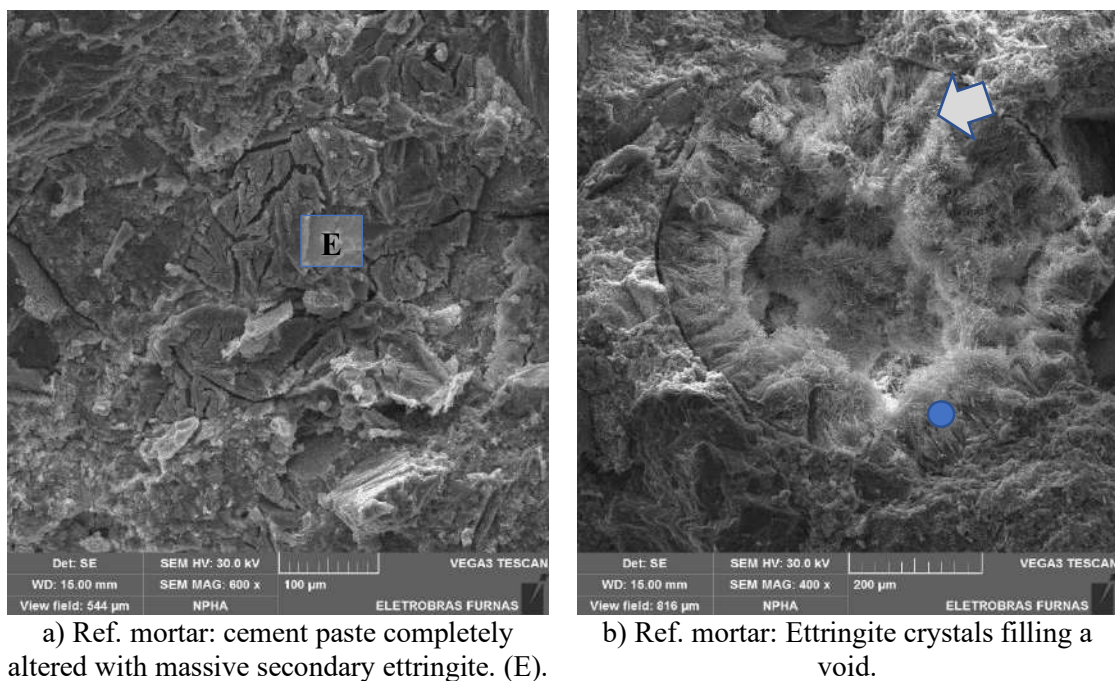 E
Det: SE SEM HV: 30.0 kV VEGA3 TESCAN
WD: 15.00 mm SEM MAG: 600 x 100 µm
View field: 544 µm NPHA ELETROBRAS FURNAS
Det: SE SEM HV: 30.0 kV VEGA3 TESCAN
WD: 15.00 mm SEM MAG: 400 x 200 µm
View field: 816 µm NPHA ELETROBRAS FURNAS
a) Ref. mortar: cement paste completely
altered with massive secondary ettringite. (E).
b) Ref. mortar: Ettringite crystals filling a
void.